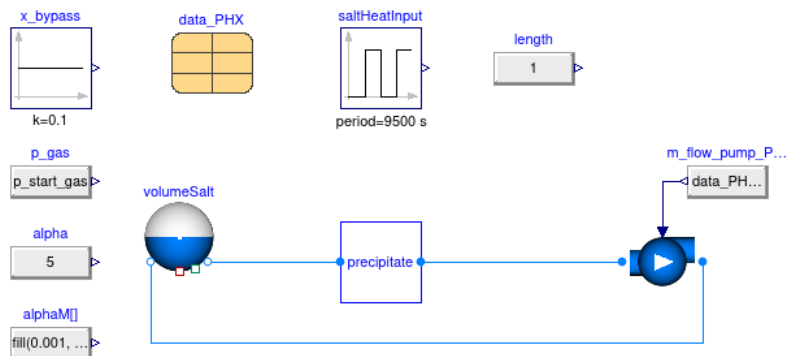 x_bypass
data_PHX
saltHeatInput
length
1
k=0.1
period=9500 s
p_gas
p_start_gas
m_flow_pump_P...
data_PH...
volumeSalt
alpha
5
precipitate
alphaM[]
fill(0.001, ...